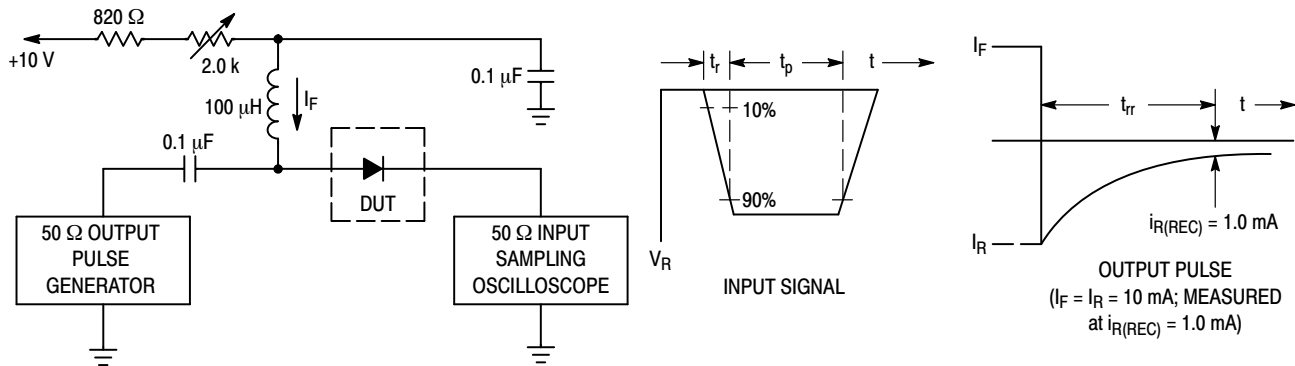 820 Ω
+10 V
2.0 k
100 μH
I_F
0.1 μF
0.1 μF
DUT
50 Ω OUTPUT
PULSE
GENERATOR
50 Ω INPUT
SAMPLING
OSCILLOSCOPE
t_r
t_p
t
10%
90%
V_R
INPUT SIGNAL
I_F
t_rr
t
I_R
i_R(REC) = 1.0 mA
OUTPUT PULSE
(I_F = I_R = 10 mA; MEASURED
at i_R(REC) = 1.0 mA)